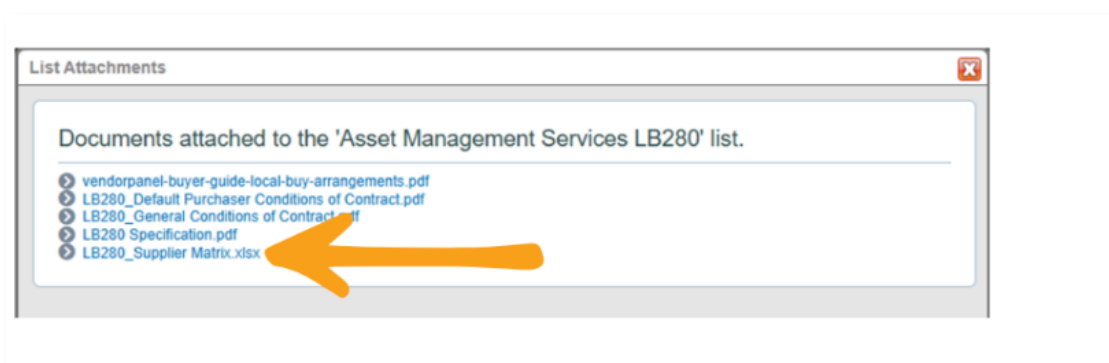 List Attachments
Documents attached to the 'Asset Management Services LB280' list.
vendorpanel-buyer-guide-local-buy-arrangements.pdf
LB280_Default Purchaser Conditions of Contract.pdf
LB280_General Conditions of Contract.pdf
LB280 Specification.pdf
LB280_Supplier Matrix.xlsx